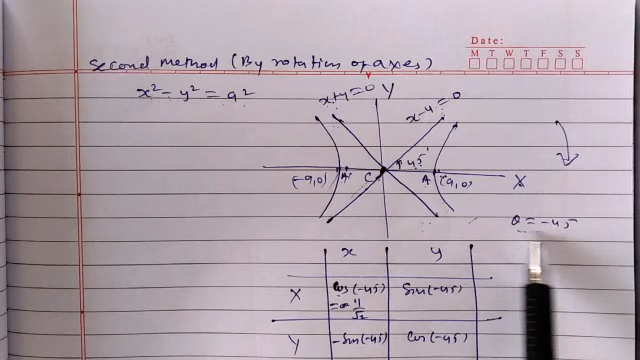 Date:
M T W T F S S
Second method (By rotation of axes)
x² - y² = a²
x+y=0 Y x-y=0
45°
(-a,0) A' C A (a,0) X
θ = -45
x y
X cos(-45) Sin(-45)
= 1/√2
Y -Sin(-45) cos(-45)